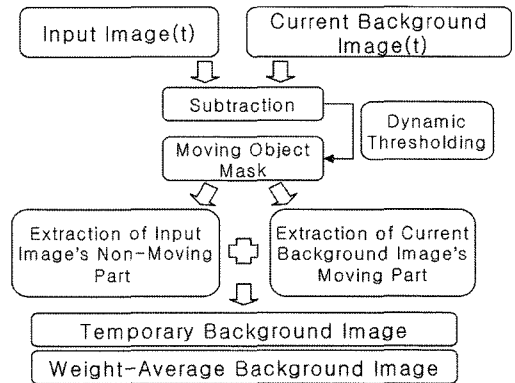 Input Image(t)
Current Background
Image(t)
Subtraction
Dynamic
Thresholding
Moving Object
Mask
Extraction of Input
Image's Non-Moving
Part
Extraction of Current
Background Image's
Moving Part
Temporary Background Image
Weight-Average Background Image